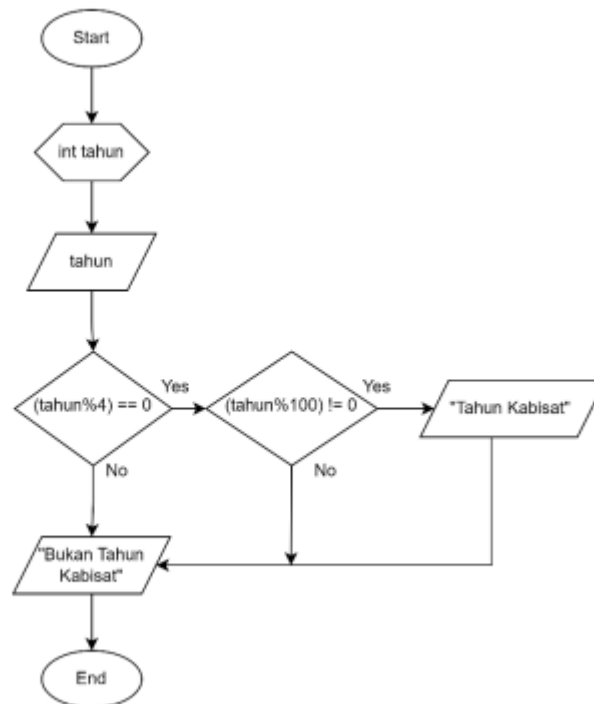 Start
int tahun
tahun
(tahun%4) == 0
Yes
(tahun%100) != 0
Yes
"Tahun Kabisat"
No
No
"Bukan Tahun
Kabisat"
End